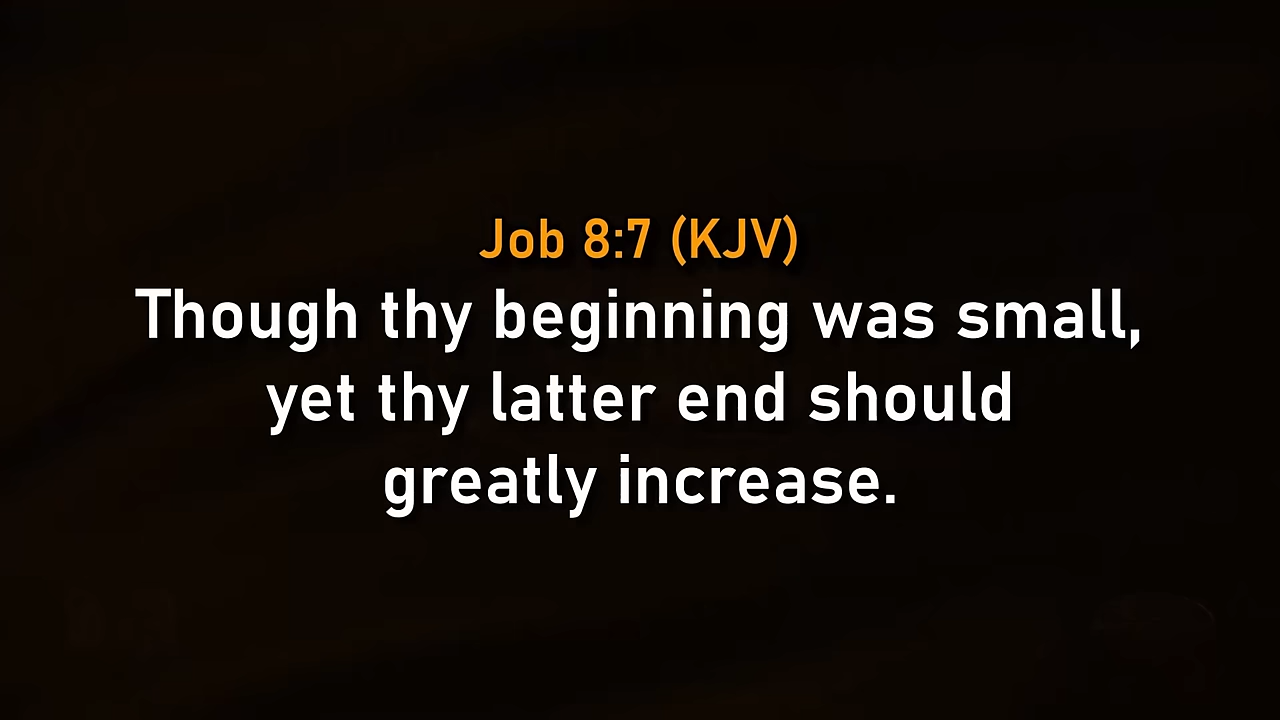 Job 8:7 (KJV)
Though thy beginning was small,
yet thy latter end should
greatly increase.